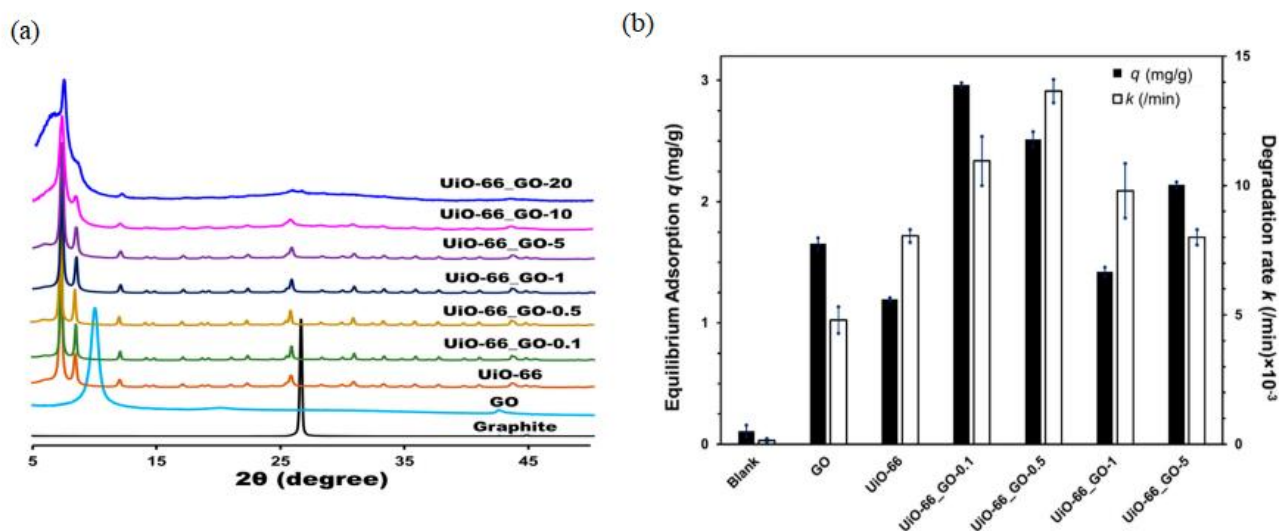 (a)
UiO-66_GO-20
UiO-66_GO-10
UiO-66_GO-5
UiO-66_GO-1
UiO-66_GO-0.5
UiO-66_GO-0.1
UiO-66
GO
Graphite
5 15 25 35 45
2θ (degree)
(b)
Equilibrium Adsorption q (mg/g)
3
2
1
0
q (mg/g)
k (/min)
15
10
5
0
Degradation rate k (/min)×10⁻³
Blank
GO
UiO-66
UiO-66_GO-0.1
UiO-66_GO-0.5
UiO-66_GO-1
UiO-66_GO-5